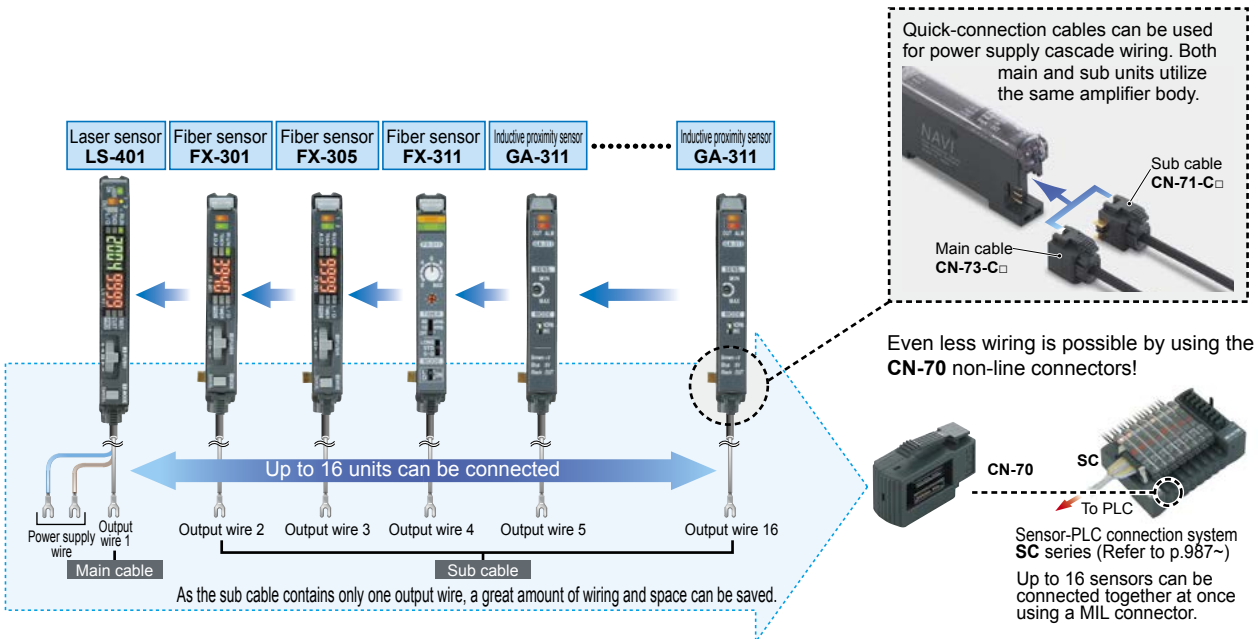 Quick-connection cables can be used
for power supply cascade wiring. Both
main and sub units utilize
the same amplifier body.
NAVI
Sub cable
CN-71-C□
Main cable
CN-73-C□
Laser sensor
LS-401
Fiber sensor
FX-301
Fiber sensor
FX-305
Fiber sensor
FX-311
Inductive proximity sensor
GA-311
Inductive proximity sensor
GA-311
Up to 16 units can be connected
Power supply
wire
Output
wire 1
Output wire 2
Output wire 3
Output wire 4
Output wire 5
Output wire 16
Main cable
Sub cable
As the sub cable contains only one output wire, a great amount of wiring and space can be saved.
Even less wiring is possible by using the
CN-70 non-line connectors!
CN-70
SC
To PLC
Sensor-PLC connection system
SC series (Refer to p.987~)
Up to 16 sensors can be
connected together at once
using a MIL connector.